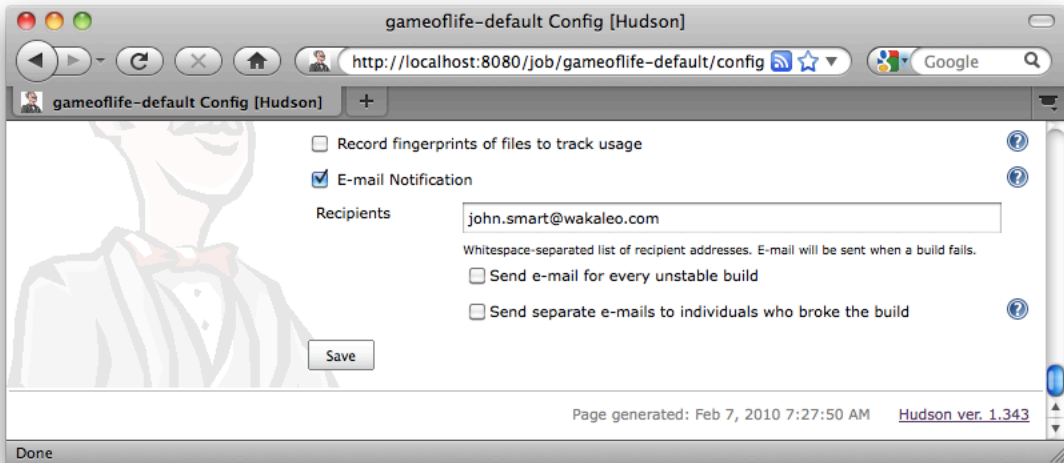 gameoflife-default Config [Hudson]
http://localhost:8080/job/gameoflife-default/config
Google
gameoflife-default Config [Hudson]
Record fingerprints of files to track usage
E-mail Notification
Recipients
john.smart@wakaleo.com
Whitespace-separated list of recipient addresses. E-mail will be sent when a build fails.
Send e-mail for every unstable build
Send separate e-mails to individuals who broke the build
Save
Page generated: Feb 7, 2010 7:27:50 AM Hudson ver. 1.343
Done